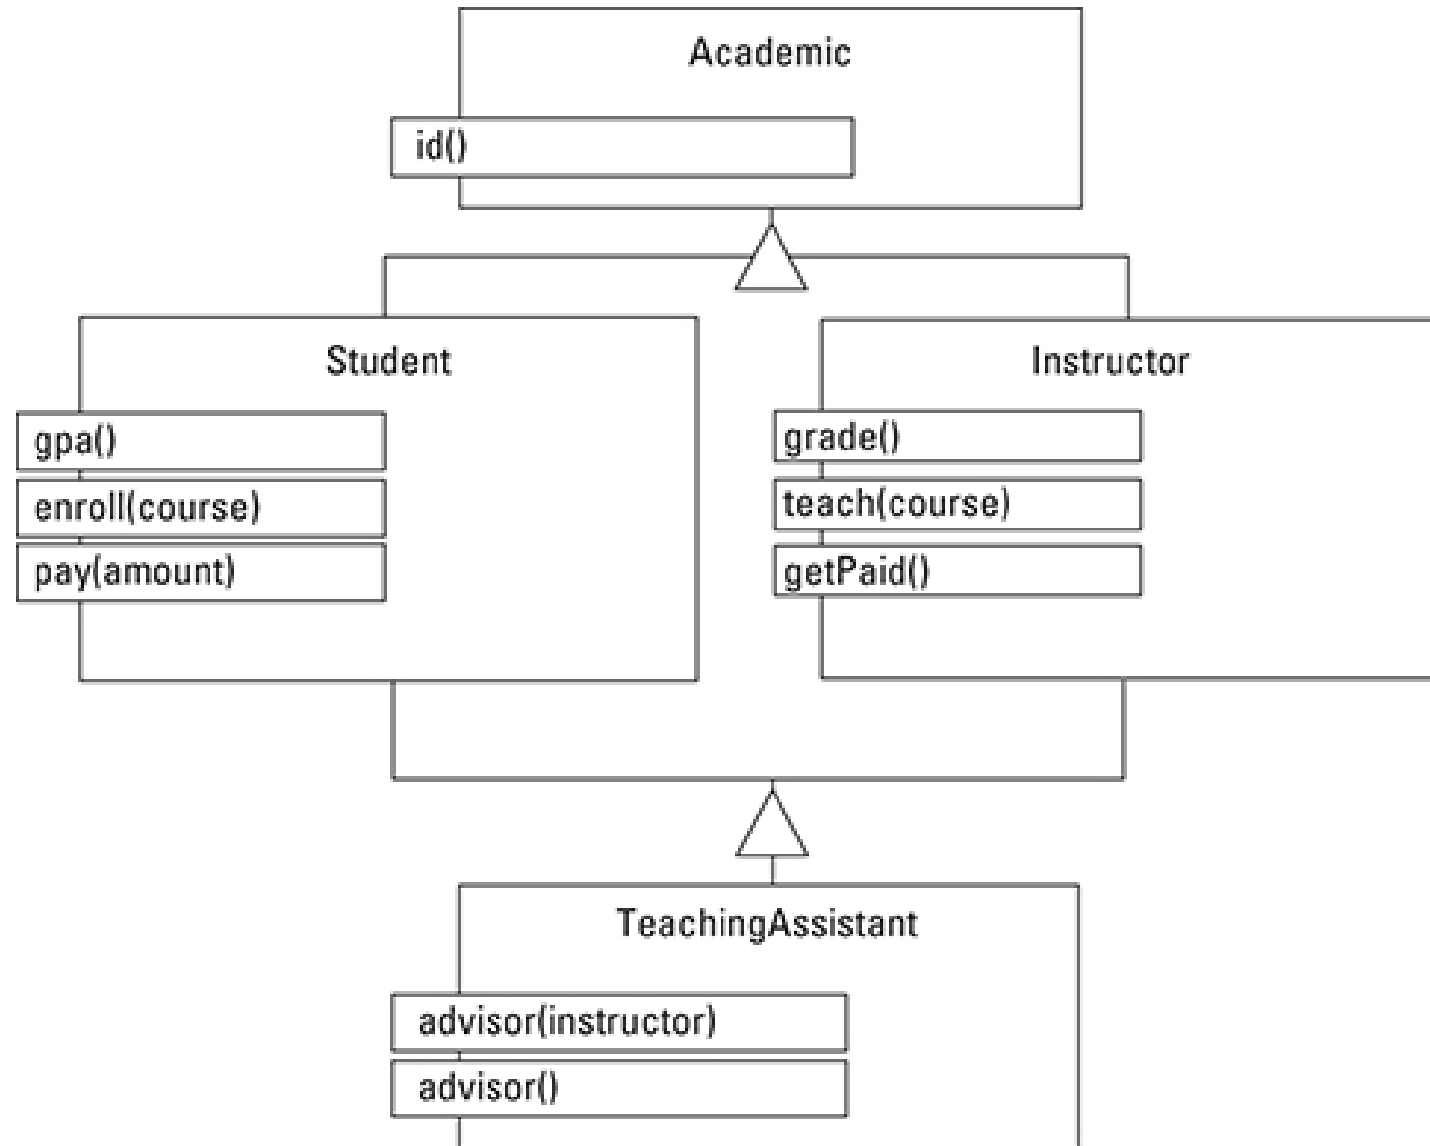 Academic
id()
Student
gpa()
enroll(course)
pay(amount)
Instructor
grade()
teach(course)
getPaid()
TeachingAssistant
advisor(instructor)
advisor()